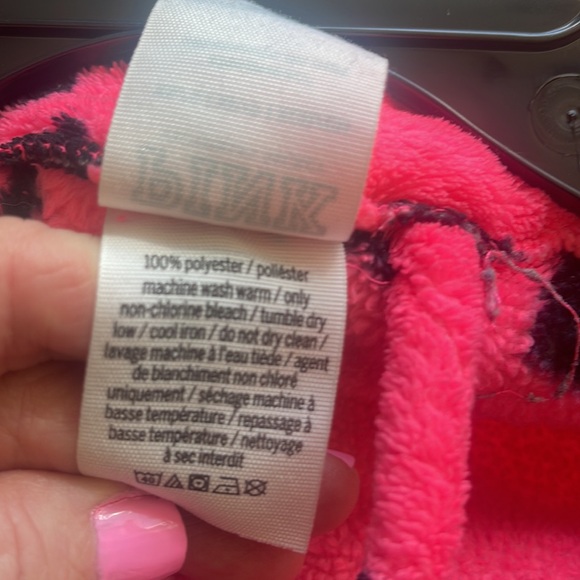 PINK
100% polyester / poliéster
machine wash warm / only
non-chlorine bleach / tumble dry
low / cool iron / do not dry clean /
lavage machine à l'eau tiède / agent
de blanchiment non chloré
uniquement / séchage machine à
basse température / repassage à
basse température / nettoyage
à sec interdit
40